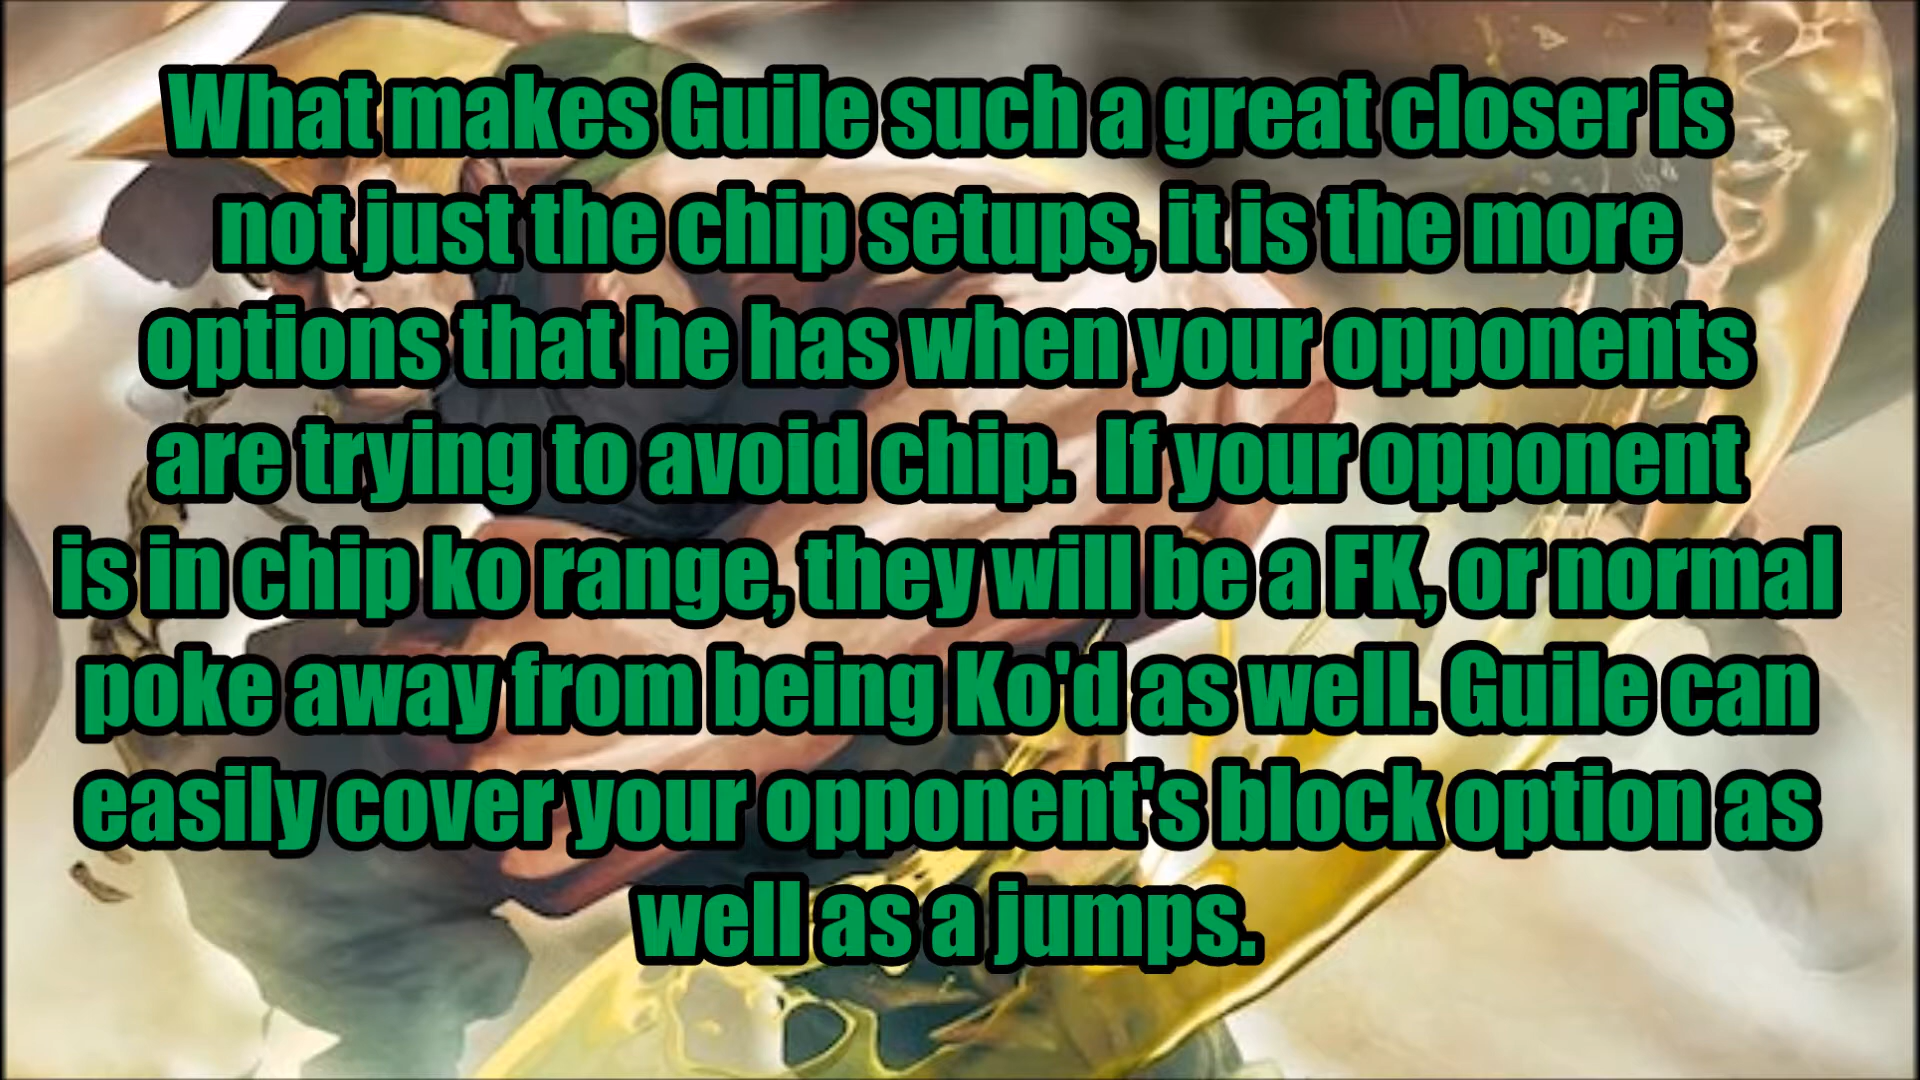 What makes Guile such a great closer is
not just the chip setups, it is the more
options that he has when your opponents
are trying to avoid chip.  If your opponent
is in chip ko range, they will be a FK, or normal
poke away from being Ko'd as well. Guile can
easily cover your opponent's block option as
well as a jumps.